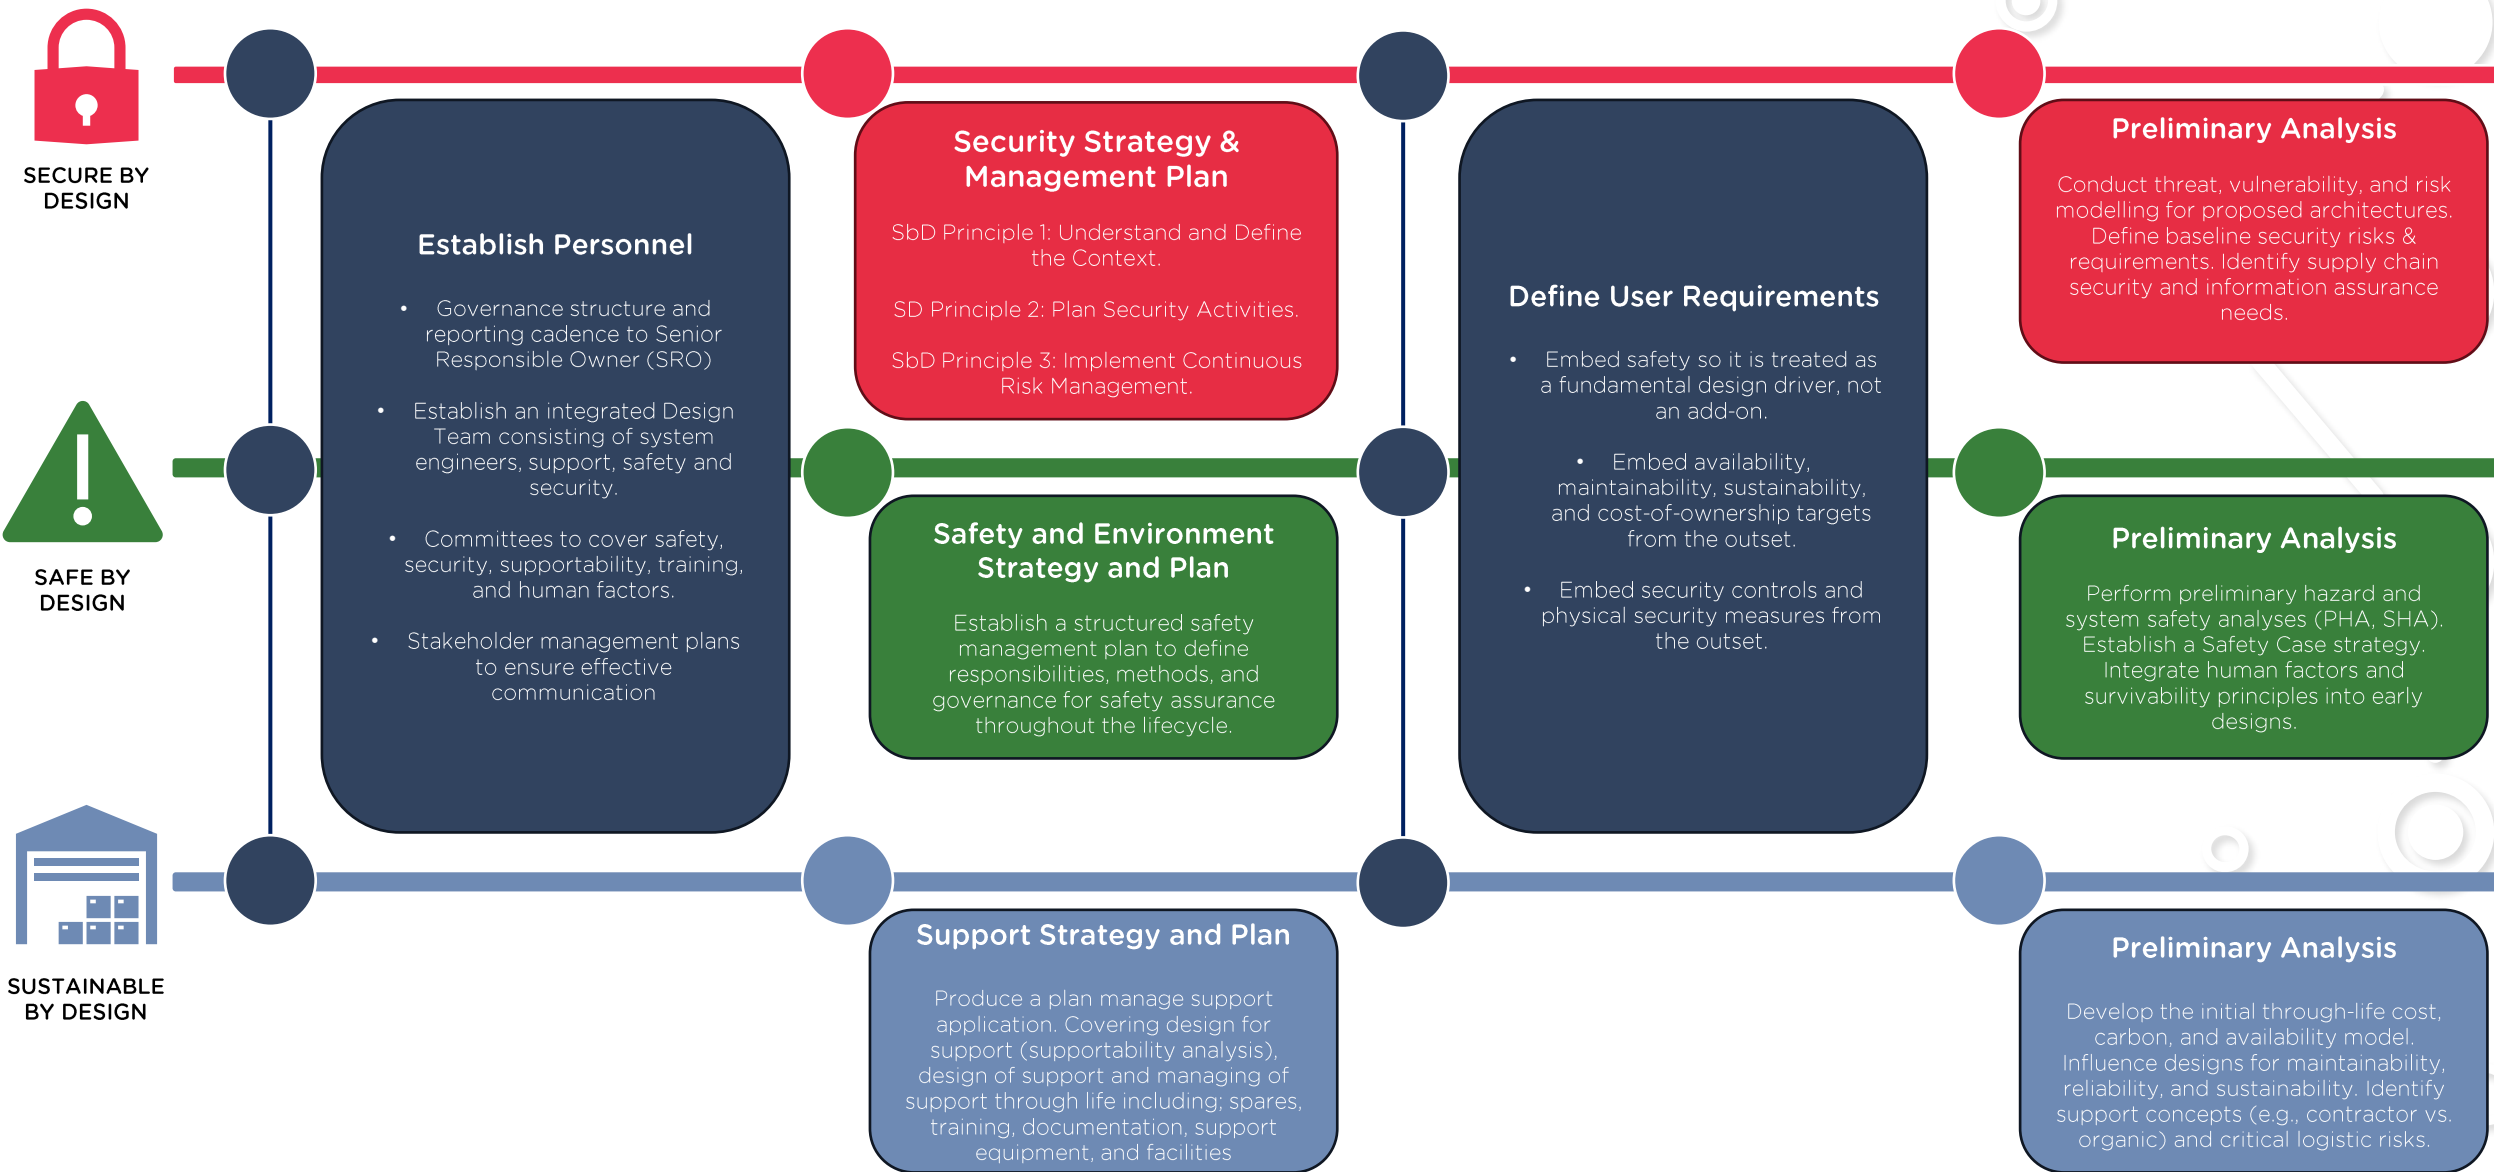 SECURE BY
DESIGN
Establish Personnel
• Governance structure and
reporting cadence to Senior
Responsible Owner (SRO)
• Establish an integrated Design
Team consisting of system
engineers, support, safety and
security.
• Committees to cover safety,
security, supportability, training,
and human factors.
• Stakeholder management plans
to ensure effective
communication
Security Strategy &
Management Plan
SbD Principle 1: Understand and Define
the Context.
SD Principle 2: Plan Security Activities.
SbD Principle 3: Implement Continuous
Risk Management.
Define User Requirements
• Embed safety so it is treated as
a fundamental design driver, not
an add-on.
• Embed availability,
maintainability, sustainability,
and cost-of-ownership targets
from the outset.
• Embed security controls and
physical security measures from
the outset.
Preliminary Analysis
Conduct threat, vulnerability, and risk
modelling for proposed architectures.
Define baseline security risks &
requirements. Identify supply chain
security and information assurance
needs.
SAFE BY
DESIGN
Safety and Environment
Strategy and Plan
Establish a structured safety
management plan to define
responsibilities, methods, and
governance for safety assurance
throughout the lifecycle.
Preliminary Analysis
Perform preliminary hazard and
system safety analyses (PHA, SHA).
Establish a Safety Case strategy.
Integrate human factors and
survivability principles into early
designs.
SUSTAINABLE
BY DESIGN
Support Strategy and Plan
Produce a plan manage support
application. Covering design for
support (supportability analysis),
design of support and managing of
support through life including; spares,
training, documentation, support
equipment, and facilities
Preliminary Analysis
Develop the initial through-life cost,
carbon, and availability model.
Influence designs for maintainability,
reliability, and sustainability. Identify
support concepts (e.g., contractor vs.
organic) and critical logistic risks.